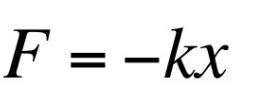 F = −kx